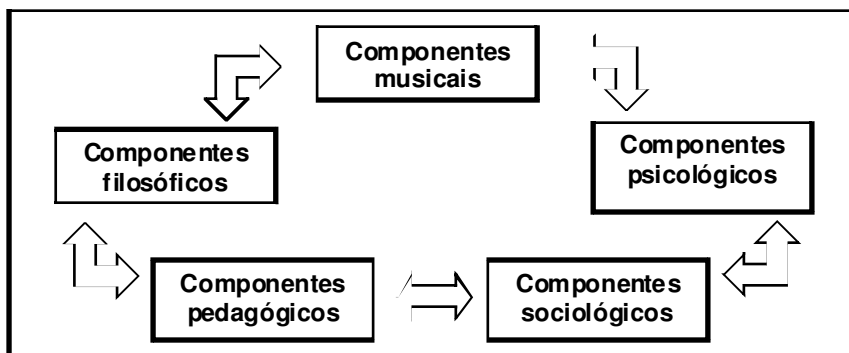 Componentes
musicais
Componentes
filosóficos
Componentes
psicológicos
Componentes
pedagógicos
Componentes
sociológicos